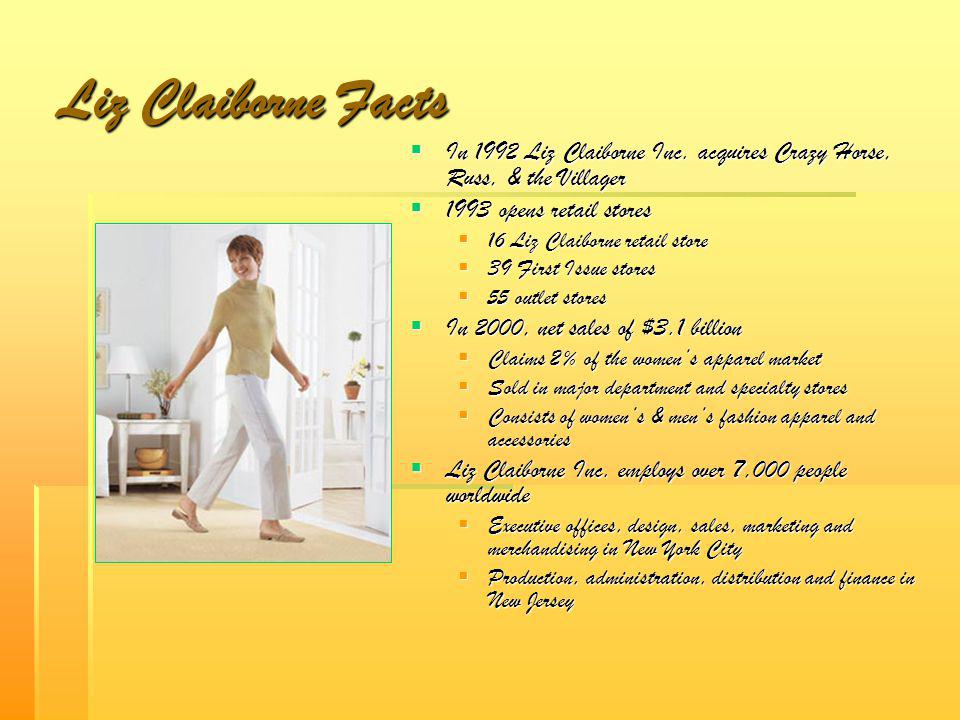 Liz Claiborne Facts
In 1992 Liz Claiborne Inc. acquires Crazy Horse,
Russ, & the Villager
1993 opens retail stores
16 Liz Claiborne retail store
39 First Issue stores
55 outlet stores
In 2000, net sales of $3.1 billion
Claims 2% of the women's apparel market
Sold in major department and specialty stores
Consists of women's & men's fashion apparel and
accessories
Liz Claiborne Inc. employs over 7,000 people
worldwide
Executive offices, design, sales, marketing and
merchandising in New York City
Production, administration, distribution and finance in
New Jersey